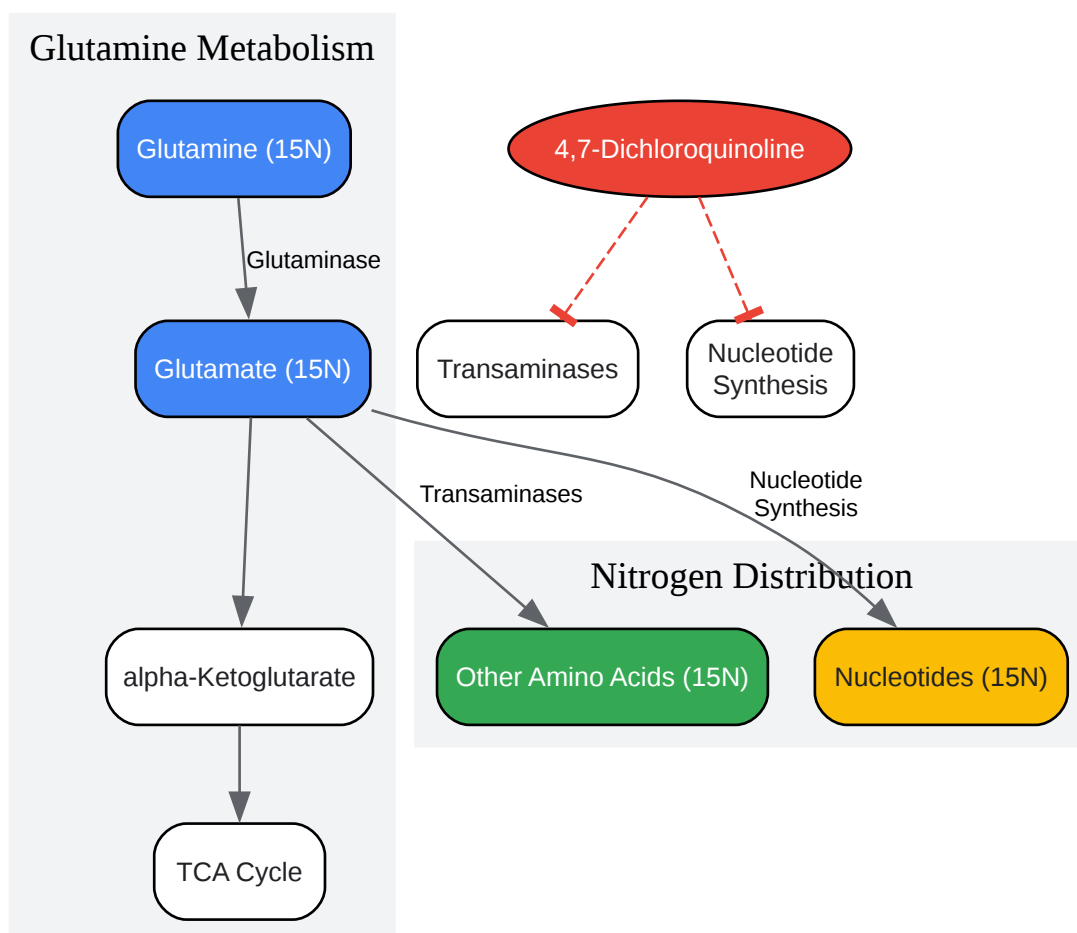 Glutamine Metabolism
Glutamine (15N)
4,7-Dichloroquinoline
Glutaminase
Glutamate (15N)
Transaminases
Nucleotide
Synthesis
Transaminases
Nucleotide
Synthesis
Nitrogen Distribution
alpha-Ketoglutarate
Other Amino Acids (15N)
Nucleotides (15N)
TCA Cycle